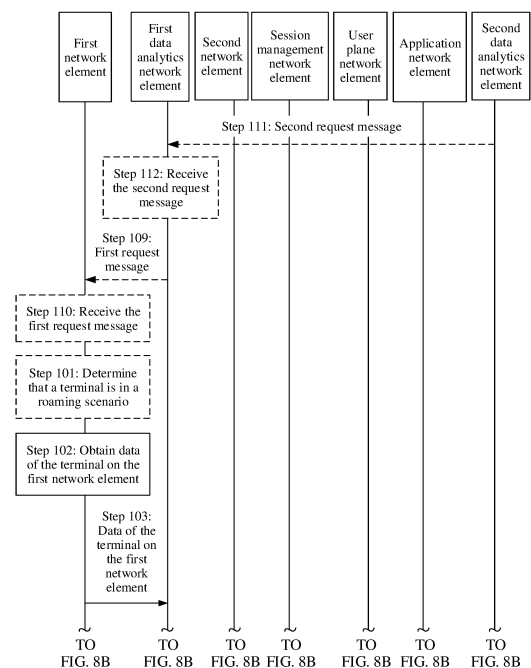 First
network
element
First
data
analytics
network
element
Second
network
element
Session
management
network
element
User
plane
network
element
Application
network
element
Second
data
analytics
network
element
Step 111: Second request message
Step 112: Receive
the second request
message
Step 109:
First request
message
Step 110: Receive the
first request message
Step 101: Determine
that a terminal is in a
roaming scenario
Step 102: Obtain data
of the terminal on the
first network element
Step 103:
Data of the
terminal on
the first
network
element
TO
FIG. 8B
TO
FIG. 8B
TO
FIG. 8B
TO
FIG. 8B
TO
FIG. 8B
TO
FIG. 8B
TO
FIG. 8B